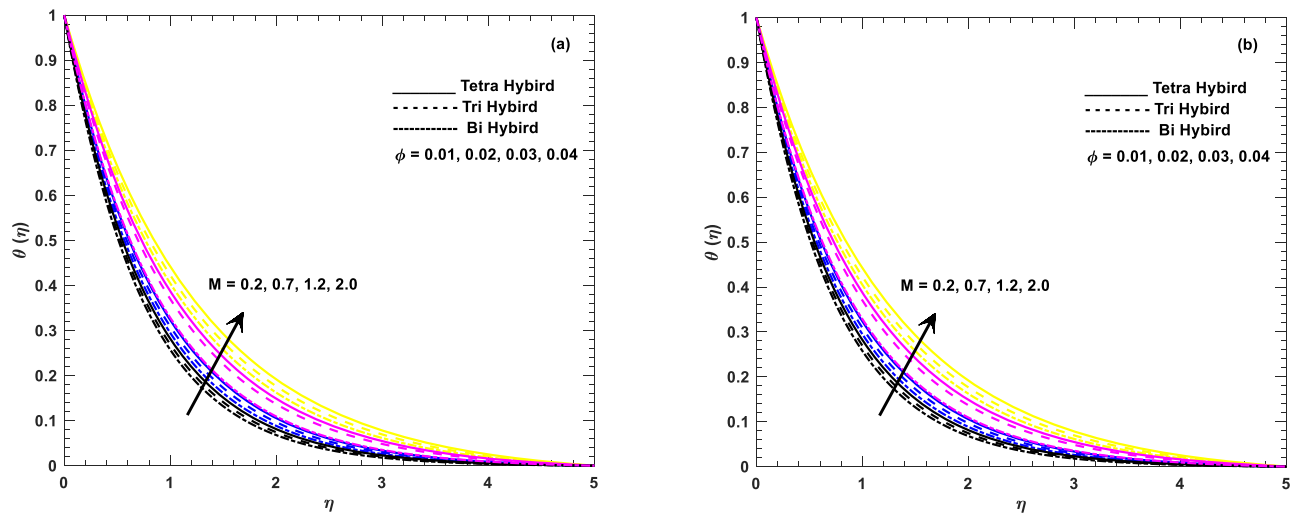 (a)
Tetra Hybird
Tri Hybird
Bi Hybird
ϕ = 0.01, 0.02, 0.03, 0.04
M = 0.2, 0.7, 1.2, 2.0
θ (η)
1
0.9
0.8
0.7
0.6
0.5
0.4
0.3
0.2
0.1
0
0 1 2 3 4 5
η
(b)
Tetra Hybird
Tri Hybird
Bi Hybird
ϕ = 0.01, 0.02, 0.03, 0.04
M = 0.2, 0.7, 1.2, 2.0
θ (η)
1
0.9
0.8
0.7
0.6
0.5
0.4
0.3
0.2
0.1
0
0 1 2 3 4 5
η